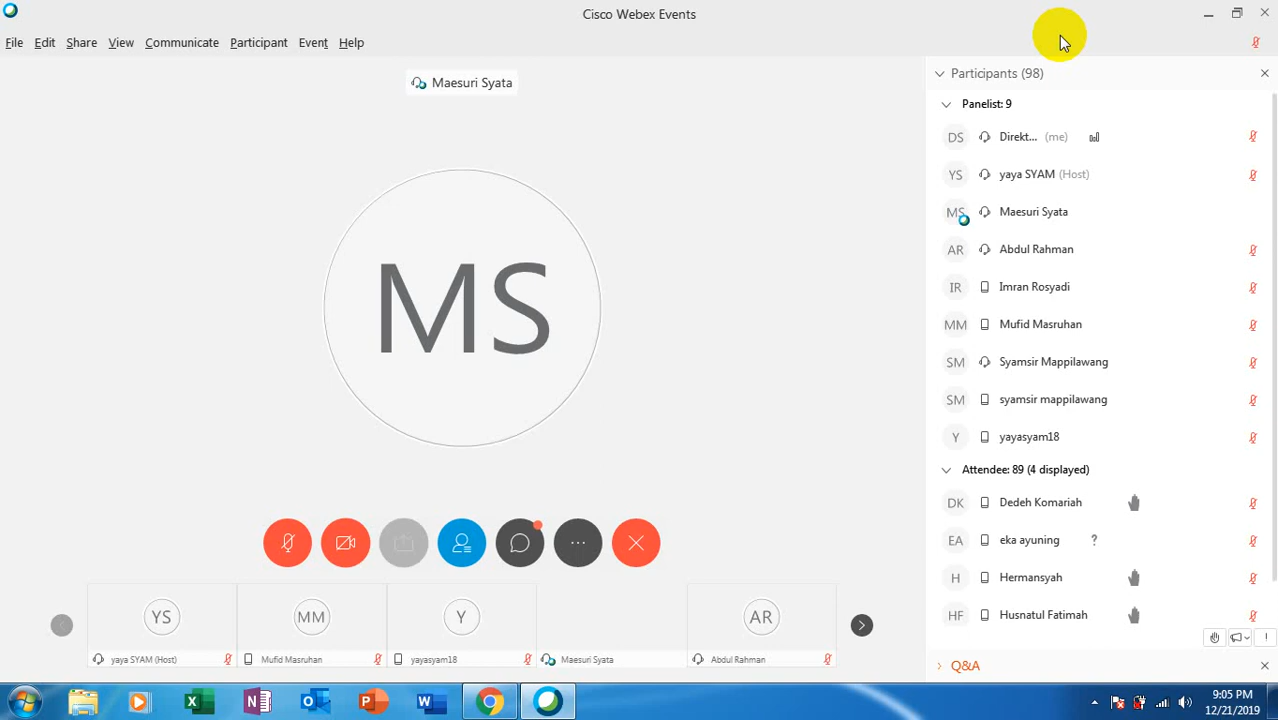 Cisco Webex Events
File Edit Share View Communicate Participant Event Help
Maesuri Syata
MS
YS
yaya SYAM (Host)
MM
Mufid Masruhan
Y
yayasyam18
Maesuri Syata
AR
Abdul Rahman
Participants (98)
Panelist: 9
DS Direkt... (me)
YS yaya SYAM (Host)
MS Maesuri Syata
AR Abdul Rahman
IR Imran Rosyadi
MM Mufid Masruhan
SM Syamsir Mappilawang
SM syamsir mappilawang
Y yayasyam18
Attendee: 89 (4 displayed)
DK Dedeh Komariah
EA eka ayuning ?
H Hermansyah
HF Husnatul Fatimah
Q&A
9:05 PM
12/21/2019